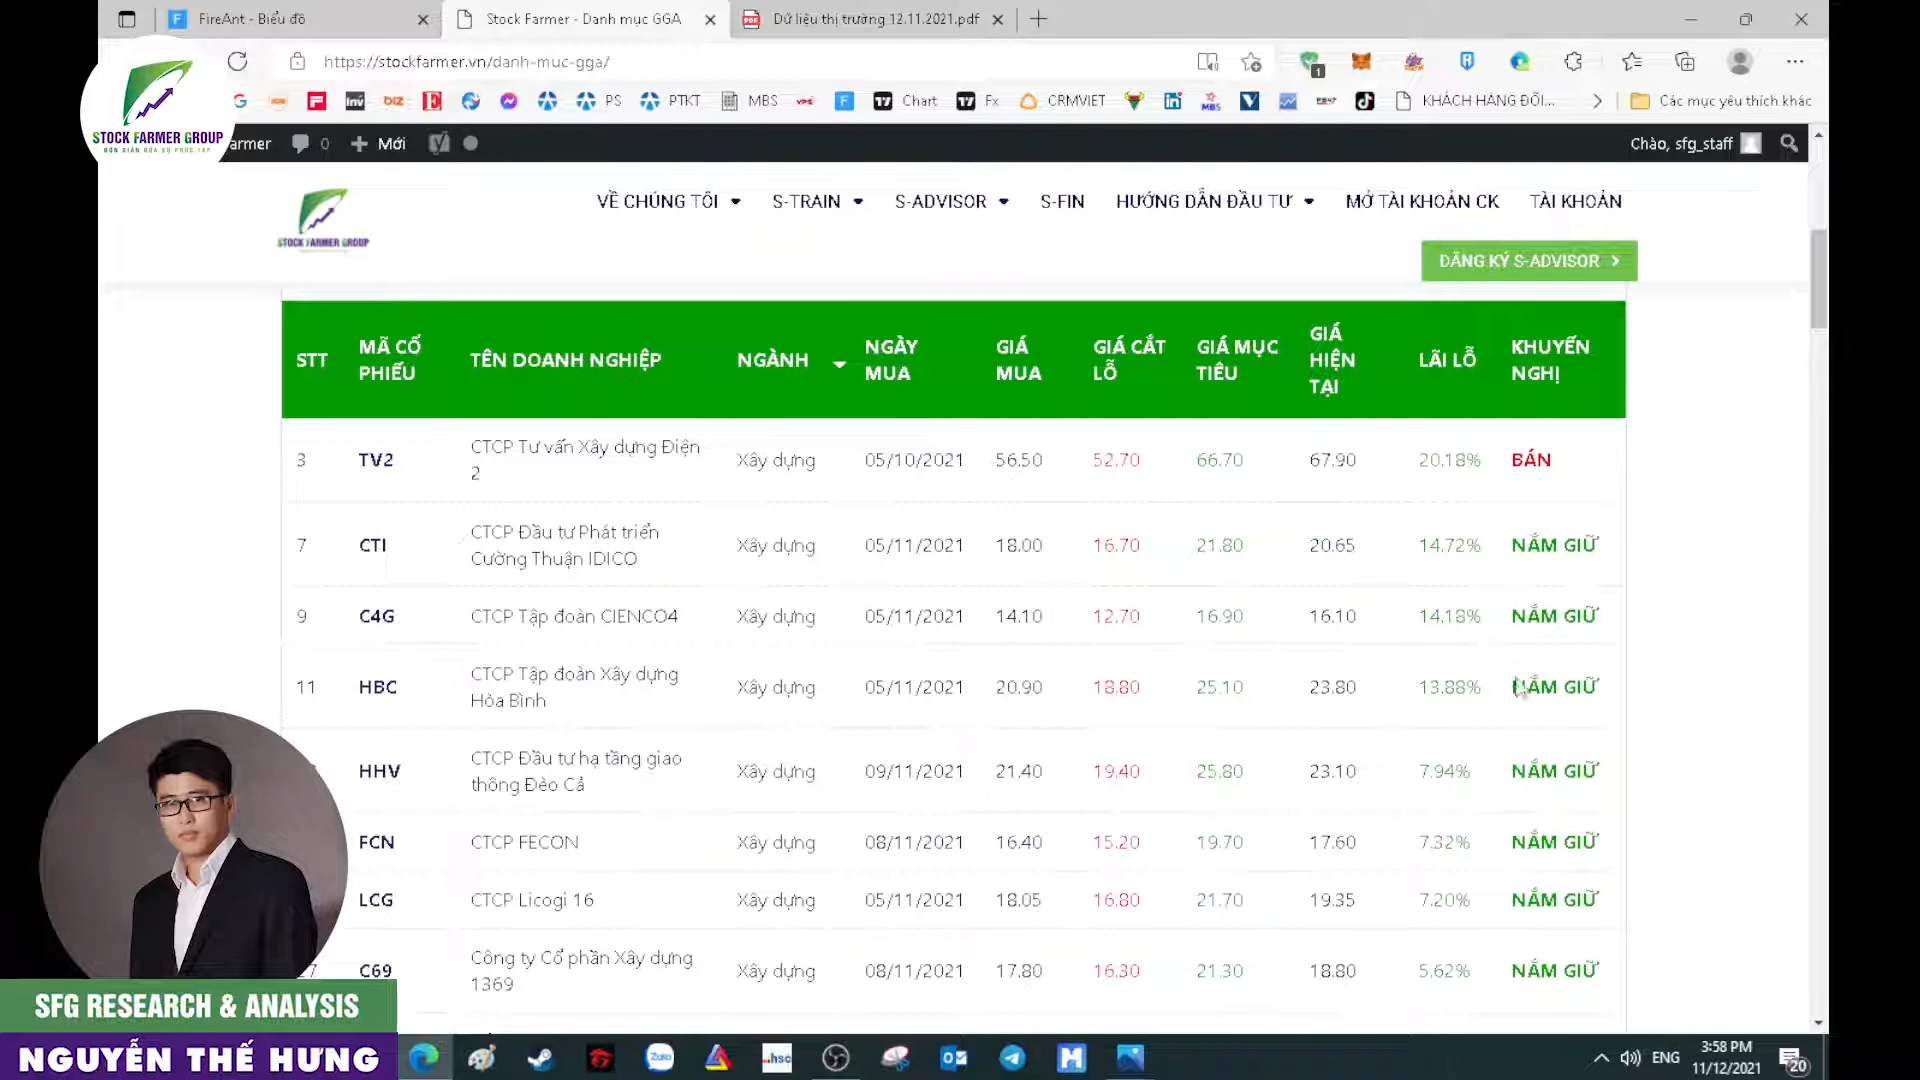 FireAnt - Biểu đồ
Stock Farmer - Danh mục GGA
Dữ liệu thị trường 12.11.2021.pdf
https://stockfarmer.vn/danh-muc-gga/
PS
PTKT
MBS
Chart
Fx
CRMVIET
KHÁCH HÀNG ĐỐI...
Các mục yêu thích khác
STOCK FARMER GROUP
ĐƠN GIẢN HÓA SỰ PHỨC TẠP
armer
0
Mới
Chào, sfg_staff
STOCK FARMER GROUP
VỀ CHÚNG TÔI
S-TRAIN
S-ADVISOR
S-FIN
HƯỚNG DẪN ĐẦU TƯ
MỞ TÀI KHOẢN CK
TÀI KHOẢN
ĐĂNG KÝ S-ADVISOR
STT MÃ CỔ PHIẾU TÊN DOANH NGHIỆP NGÀNH NGÀY MUA GIÁ MUA GIÁ CẮT LỖ GIÁ MỤC TIÊU GIÁ HIỆN TẠI LÃI LỖ KHUYẾN NGHỊ
3 TV2 CTCP Tư vấn Xây dựng Điện 2 Xây dựng 05/10/2021 56.50 52.70 66.70 67.90 20.18% BÁN
7 CTI CTCP Đầu tư Phát triển Cường Thuận IDICO Xây dựng 05/11/2021 18.00 16.70 21.80 20.65 14.72% NẮM GIỮ
9 C4G CTCP Tập đoàn CIENCO4 Xây dựng 05/11/2021 14.10 12.70 16.90 16.10 14.18% NẮM GIỮ
11 HBC CTCP Tập đoàn Xây dựng Hòa Bình Xây dựng 05/11/2021 20.90 18.80 25.10 23.80 13.88% NẮM GIỮ
HHV CTCP Đầu tư hạ tầng giao thông Đèo Cả Xây dựng 09/11/2021 21.40 19.40 25.80 23.10 7.94% NẮM GIỮ
FCN CTCP FECON Xây dựng 08/11/2021 16.40 15.20 19.70 17.60 7.32% NẮM GIỮ
LCG CTCP Licogi 16 Xây dựng 05/11/2021 18.05 16.80 21.70 19.35 7.20% NẮM GIỮ
7 C69 Công ty Cổ phần Xây dựng 1369 Xây dựng 08/11/2021 17.80 16.30 21.30 18.80 5.62% NẮM GIỮ
SFG RESEARCH & ANALYSIS
NGUYỄN THẾ HƯNG
Zalo
.hsc
ENG
3:58 PM
11/12/2021
20